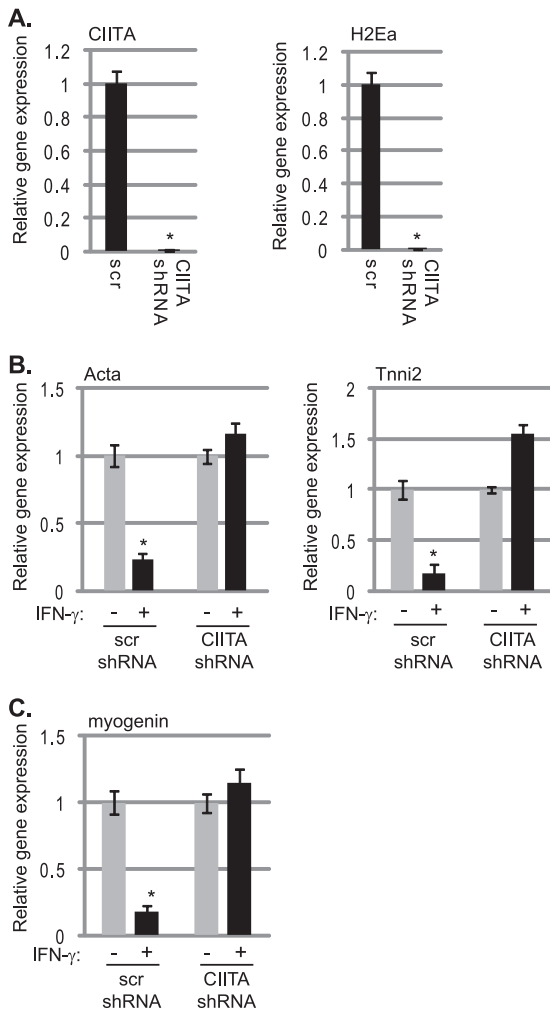 A.
CIITA
Relative gene expression
1.2
1
0.8
0.6
0.4
0.2
0
*
scr
CIITA
shRNA
H2Ea
Relative gene expression
1.2
1
0.8
0.6
0.4
0.2
0
*
scr
CIITA
shRNA
B.
Acta
Relative gene expression
1.5
1
0.5
0
*
IFN-γ: - + - +
scr
shRNA
CIITA
shRNA
Tnni2
Relative gene expression
2
1.5
1
0.5
0
*
- + - +
scr
shRNA
CIITA
shRNA
C.
myogenin
Relative gene expression
1.5
1
0.5
0
*
IFN-γ: - + - +
scr
shRNA
CIITA
shRNA